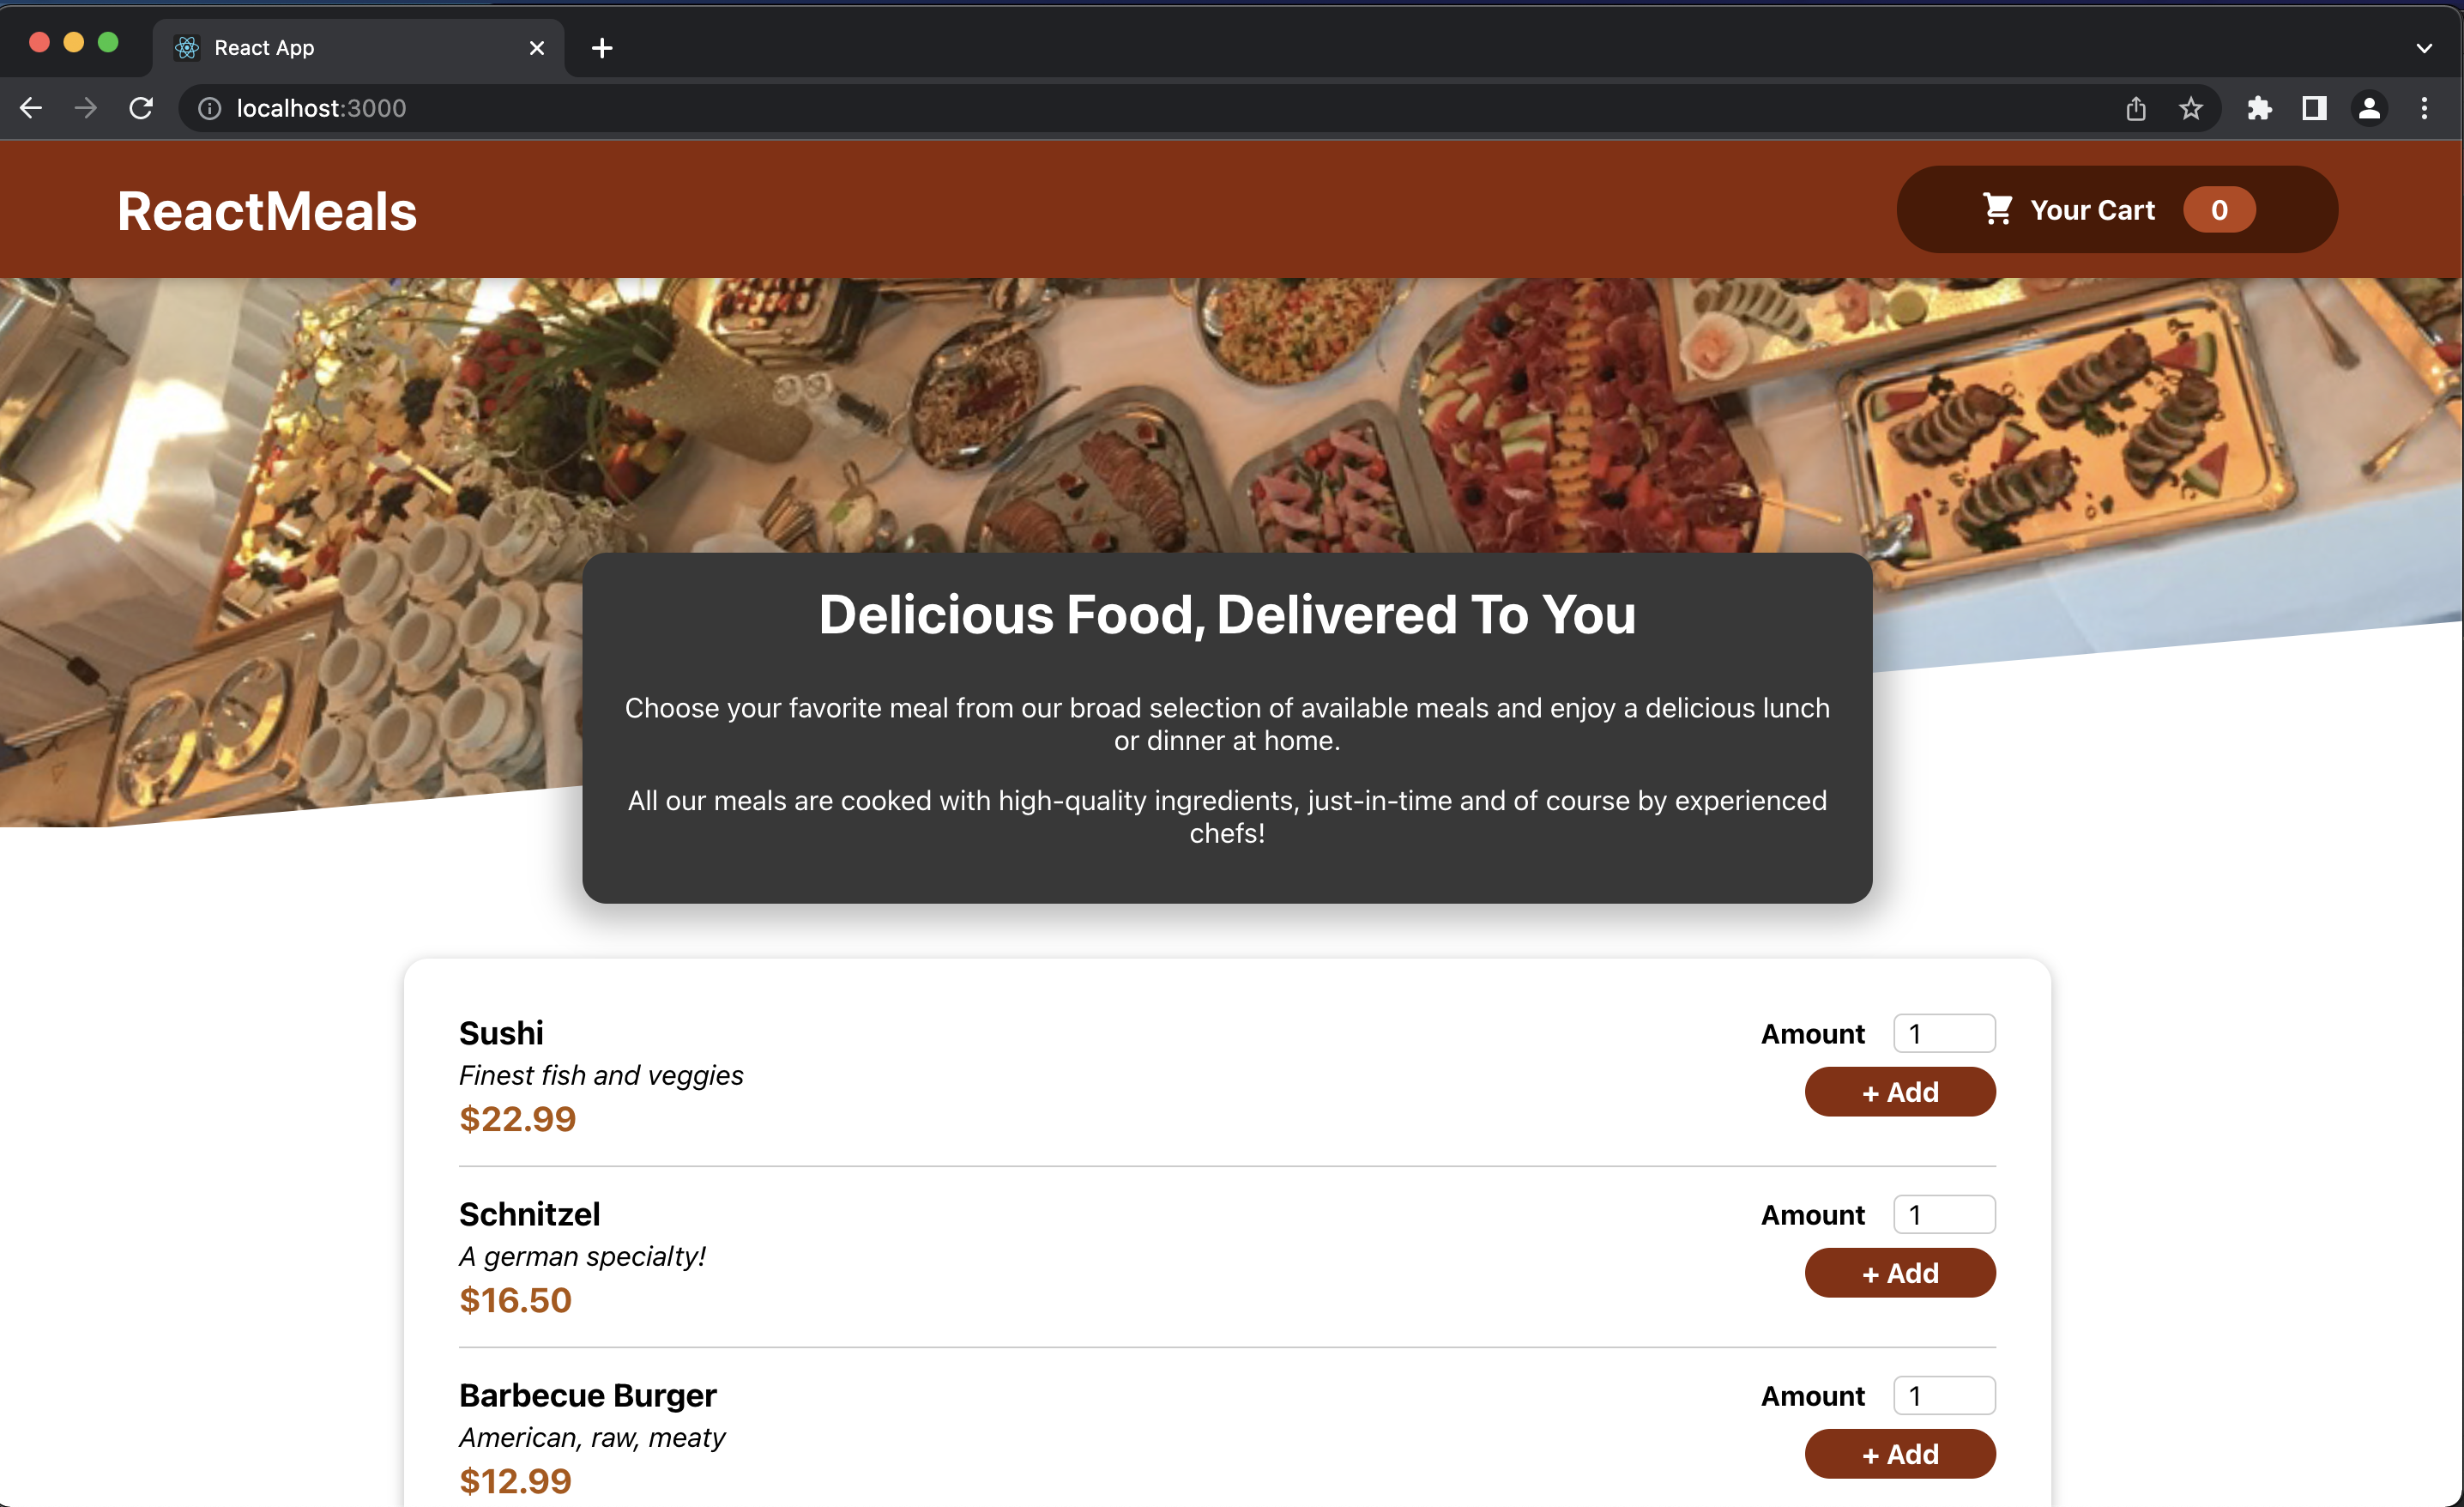 React App
localhost:3000
ReactMeals
Your Cart 0
Delicious Food, Delivered To You
Choose your favorite meal from our broad selection of available meals and enjoy a delicious lunch
or dinner at home.
All our meals are cooked with high-quality ingredients, just-in-time and of course by experienced
chefs!
Sushi
Finest fish and veggies
$22.99
Amount 1
+ Add
Schnitzel
A german specialty!
$16.50
Amount 1
+ Add
Barbecue Burger
American, raw, meaty
$12.99
Amount 1
+ Add